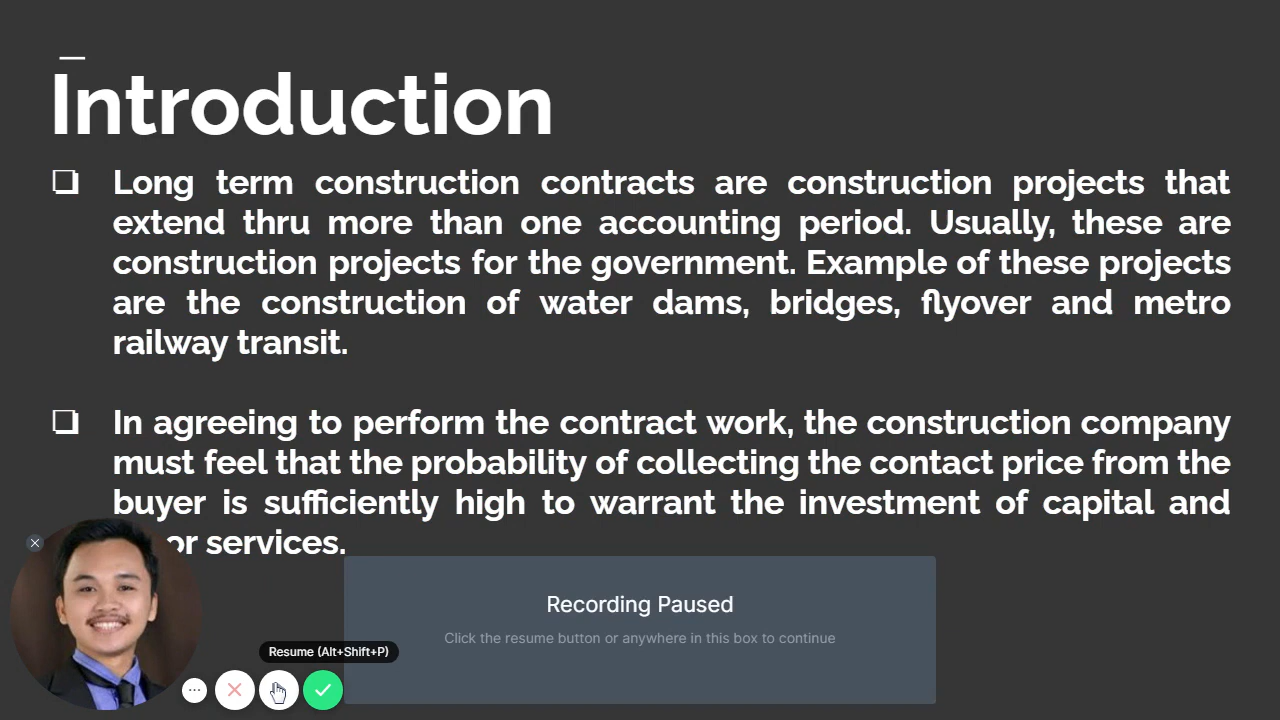 Introduction
Long term construction contracts are construction projects that
extend thru more than one accounting period. Usually, these are
construction projects for the government. Example of these projects
are the construction of water dams, bridges, flyover and metro
railway transit.
In agreeing to perform the contract work, the construction company
must feel that the probability of collecting the contact price from the
buyer is sufficiently high to warrant the investment of capital and
or services.
Recording Paused
Click the resume button or anywhere in this box to continue
Resume (Alt+Shift+P)